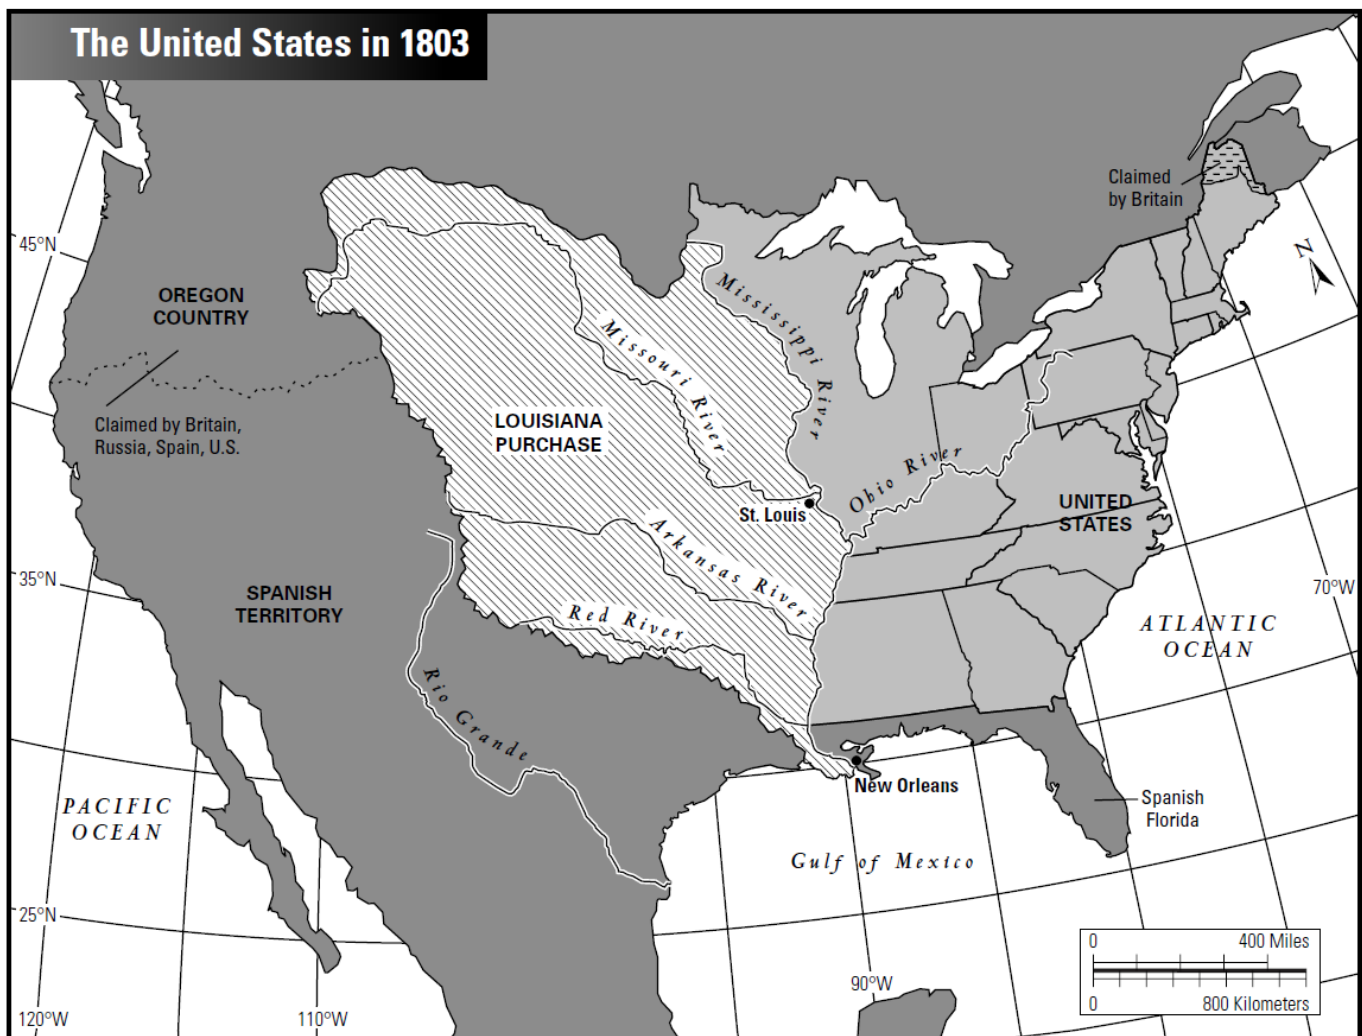 The United States in 1803
Claimed
by Britain
N
45°N
OREGON
COUNTRY
Mississippi River
Missouri River
Claimed by Britain,
Russia, Spain, U.S.
LOUISIANA
PURCHASE
Ohio River
St. Louis
UNITED
STATES
Arkansas River
35°N
SPANISH
TERRITORY
Red River
70°W
ATLANTIC
OCEAN
Rio Grande
New Orleans
PACIFIC
OCEAN
Spanish
Florida
Gulf of Mexico
25°N
0 400 Miles
0 800 Kilometers
90°W
120°W
110°W